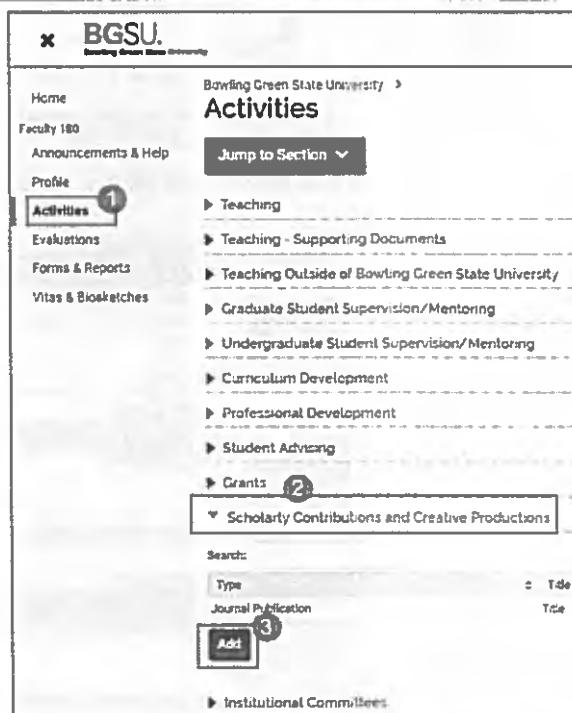 × BGSU.
Bowling Green State University
Home
Faculty 180
Announcements & Help
Profile
Activities
1
Evaluations
Forms & Reports
Vitas & Biosketches
Bowling Green State University >
Activities
Jump to Section
Teaching
Teaching - Supporting Documents
Teaching Outside of Bowling Green State University
Graduate Student Supervision/Mentoring
Undergraduate Student Supervision/Mentoring
Curriculum Development
Professional Development
Student Advising
Grants
2
Scholarly Contributions and Creative Productions
Search:
Type Title
Journal Publication Title
3
Add
Institutional Committees